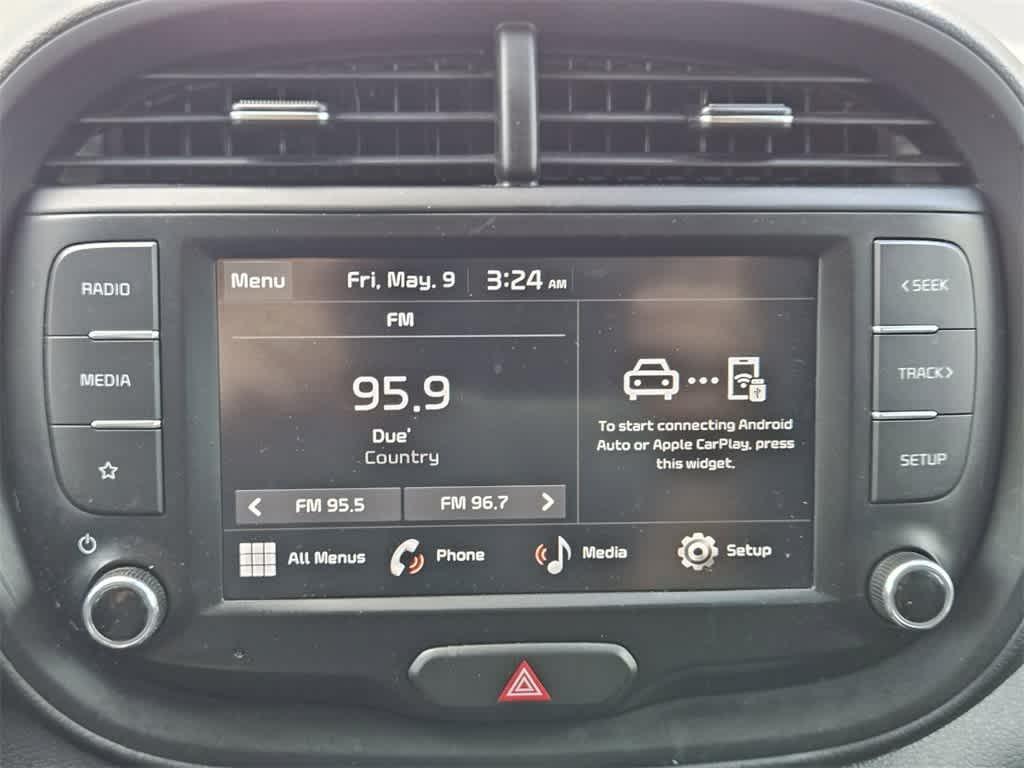 Menu Fri, May. 9 3:24 AM
RADIO
MEDIA
FM
95.9
Due'
Country
< FM 95.5 FM 96.7 >
To start connecting Android
Auto or Apple CarPlay, press
this widget.
All Menus Phone Media Setup
< SEEK
TRACK >
SETUP